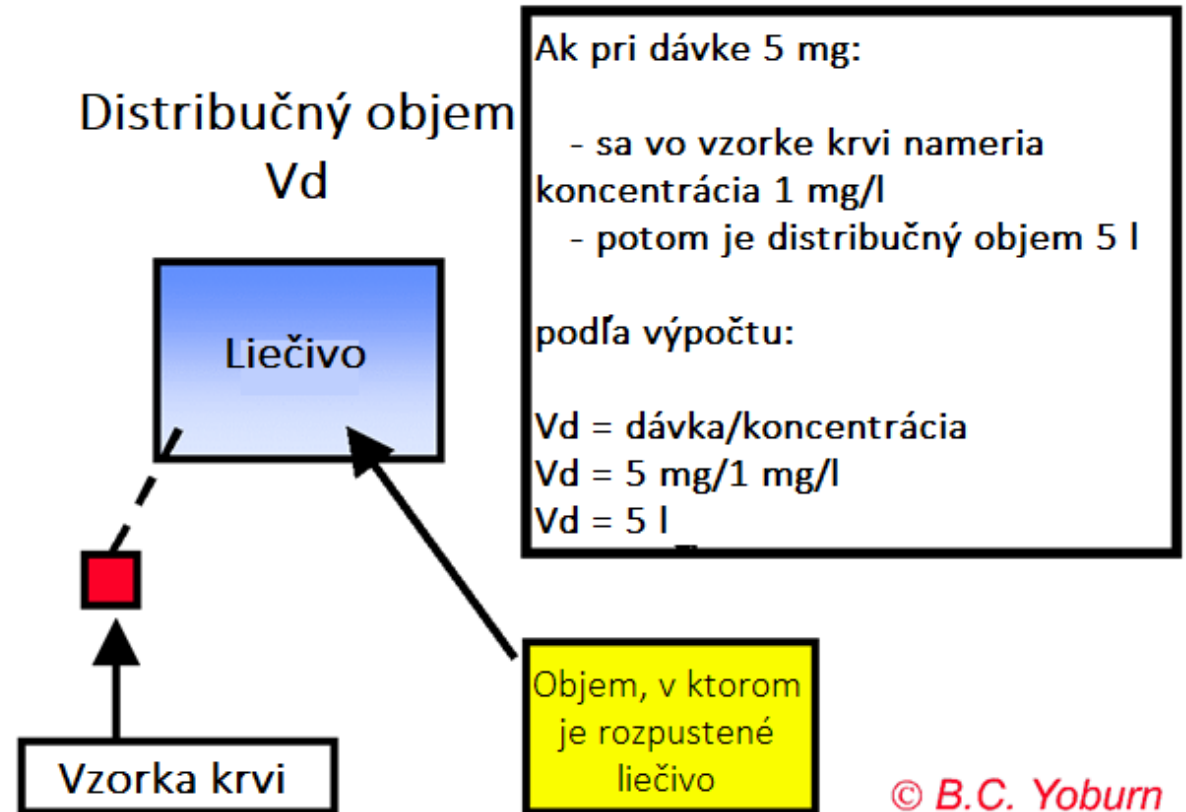 Distribučný objem
Vd
Liečivo
Vzorka krvi
Objem, v ktorom
je rozpustené
liečivo
Ak pri dávke 5 mg:
- sa vo vzorke krvi nameria
koncentrácia 1 mg/l
- potom je distribučný objem 5 l
podľa výpočtu:
Vd = dávka/koncentrácia
Vd = 5 mg/1 mg/l
Vd = 5 l
© B.C. Yoburn